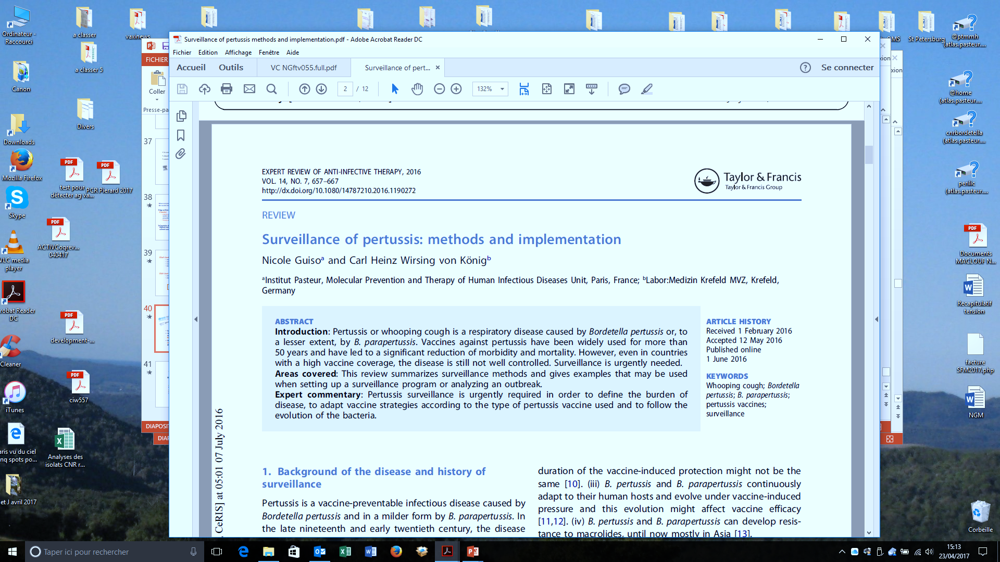 Ordinateur -
Raccourci
a classer
vaxinews
a classer 5
Canon
Divers
Downloads
Mozilla Firefox
test pour
détecter ag va...
PCR Pierard 2017
Skype
ACTIVCoqrev...
040417
VLC media
player
robat Reader
DC
development-...
Cleaner
ciw557
iTunes
aris vu du ciel
nq spots po...
Analyses des
isolats CNR r...
et J avril 2017
FICHIER
Coller
Presse-pa
37
38
39
40
41
DIAPOSIT
DIAP
Surveillance of pertussis methods and implementation.pdf - Adobe Acrobat Reader DC
Fichier Edition Affichage Fenêtre Aide
Accueil Outils VC NGftv055.full.pdf Surveillance of pert... × Se connecter
2 / 12 132%
EXPERT REVIEW OF ANTI-INFECTIVE THERAPY, 2016
VOL. 14, NO. 7, 657–667
http://dx.doi.org/10.1080/14787210.2016.1190272
Taylor & Francis
Taylor & Francis Group
REVIEW
Surveillance of pertussis: methods and implementation
Nicole Guisoa and Carl Heinz Wirsing von Königb
aInstitut Pasteur, Molecular Prevention and Therapy of Human Infectious Diseases Unit, Paris, France; bLabor:Medizin Krefeld MVZ, Krefeld,
Germany
ABSTRACT
Introduction: Pertussis or whooping cough is a respiratory disease caused by Bordetella pertussis or, to
a lesser extent, by B. parapertussis. Vaccines against pertussis have been widely used for more than
50 years and have led to a significant reduction of morbidity and mortality. However, even in countries
with a high vaccine coverage, the disease is still not well controlled. Surveillance is urgently needed.
Areas covered: This review summarizes surveillance methods and gives examples that may be used
when setting up a surveillance program or analyzing an outbreak.
Expert commentary: Pertussis surveillance is urgently required in order to define the burden of
disease, to adapt vaccine strategies according to the type of pertussis vaccine used and to follow the
evolution of the bacteria.
ARTICLE HISTORY
Received 1 February 2016
Accepted 12 May 2016
Published online
1 June 2016
KEYWORDS
Whooping cough; Bordetella
pertussis; B. parapertussis;
pertussis vaccines;
surveillance
CeRIS] at 05:01 07 July 2016
1. Background of the disease and history of
surveillance
Pertussis is a vaccine-preventable infectious disease caused by
Bordetella pertussis and in a milder form by B. parapertussis. In
the late nineteenth and early twentieth century, the disease
duration of the vaccine-induced protection might not be the
same [10]. (iii) B. pertussis and B. parapertussis continuously
adapt to their human hosts and evolve under vaccine-induced
pressure and this evolution might affect vaccine efficacy
[11,12]. (iv) B. pertussis and B. parapertussis can develop resis-
tance to macrolides, until now mostly in Asia [13].
xion
xion
OMS
St Petersburg
@ptmmh
(atlas.pasteur....
@home
(atlas.pasteur....
cnrbordetella
(atlas.pasteur....
perilic
(atlas.pasteur....
Documents
MACLOUF N...
Recapitulatif
tension
facture
SFM2017.php
NGM
Corbeille
Taper ici pour rechercher
15:13
23/04/2017